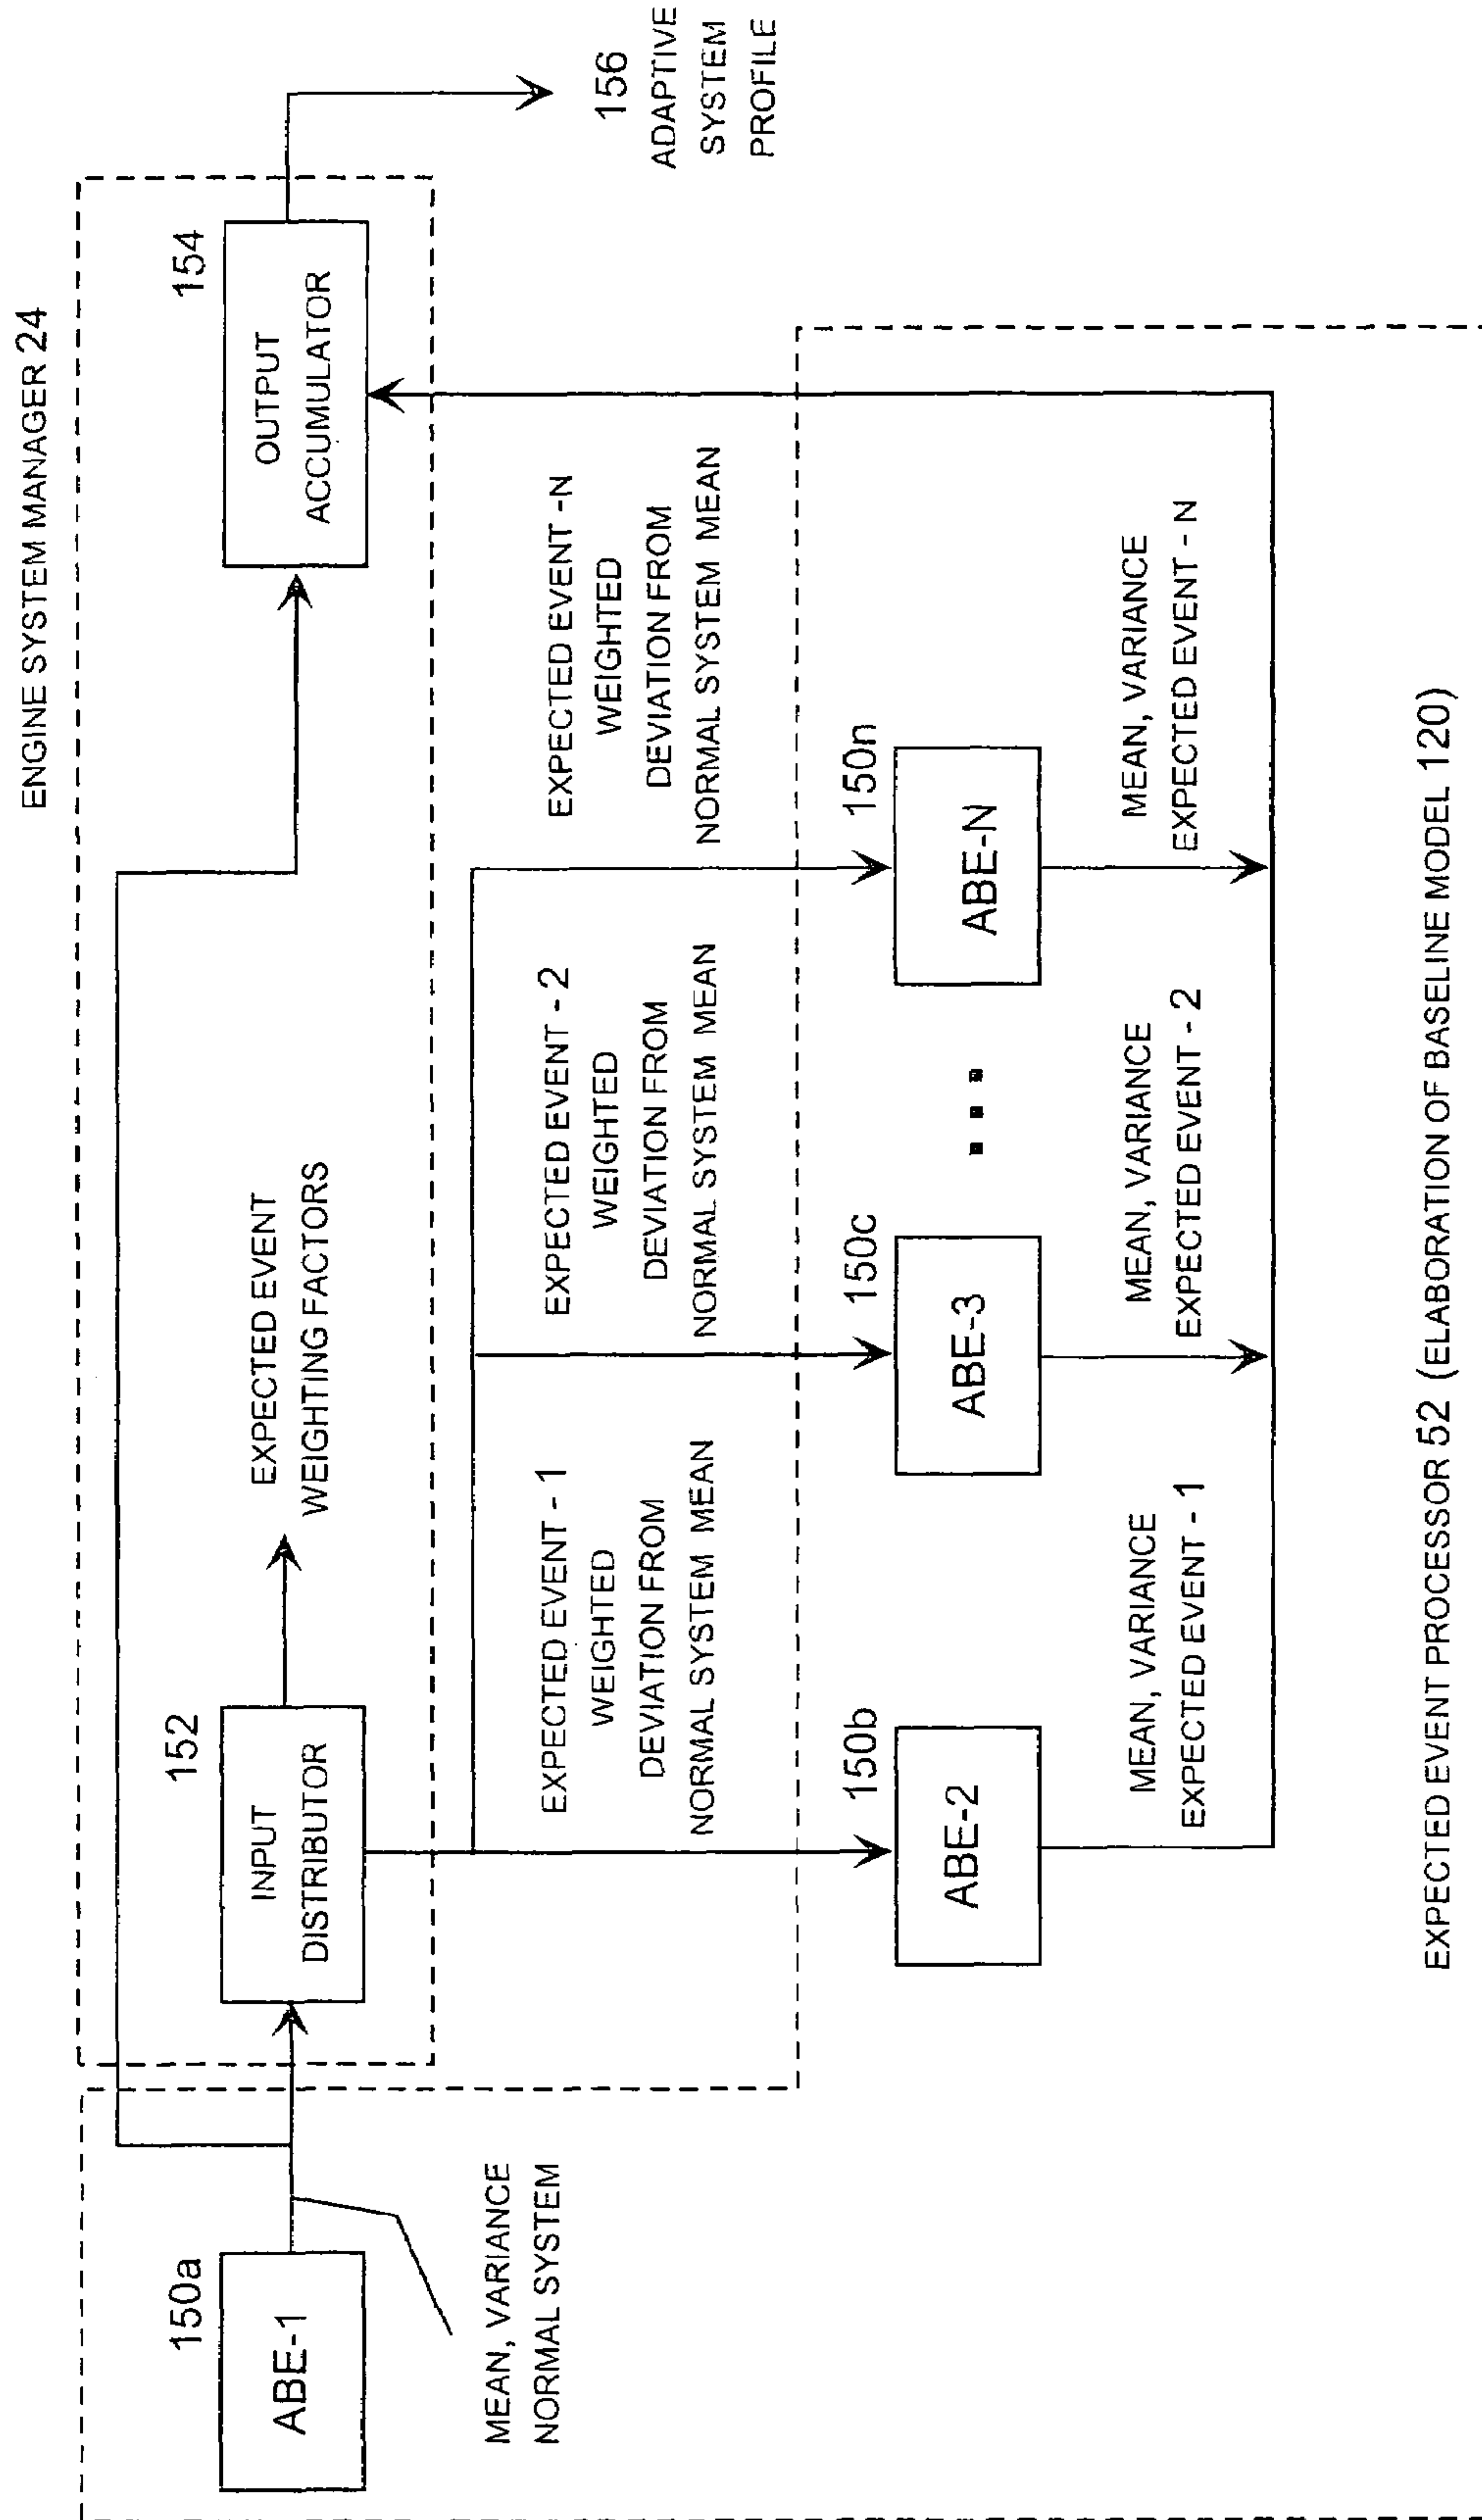 ENGINE SYSTEM MANAGER 24
150a
ABE-1
MEAN, VARIANCE
NORMAL SYSTEM
152
INPUT
DISTRIBUTOR
EXPECTED EVENT
WEIGHTING FACTORS
154
OUTPUT
ACCUMULATOR
156
ADAPTIVE
SYSTEM
PROFILE
EXPECTED EVENT - 1
WEIGHTED
DEVIATION FROM
NORMAL SYSTEM MEAN
EXPECTED EVENT - 2
WEIGHTED
DEVIATION FROM
NORMAL SYSTEM MEAN
EXPECTED EVENT -N
WEIGHTED
DEVIATION FROM
NORMAL SYSTEM MEAN
150b
ABE-2
150c
ABE-3
150n
ABE-N
MEAN, VARIANCE
EXPECTED EVENT - 1
MEAN, VARIANCE
EXPECTED EVENT - 2
MEAN, VARIANCE
EXPECTED EVENT - N
EXPECTED EVENT PROCESSOR 52 (ELABORATION OF BASELINE MODEL 120)